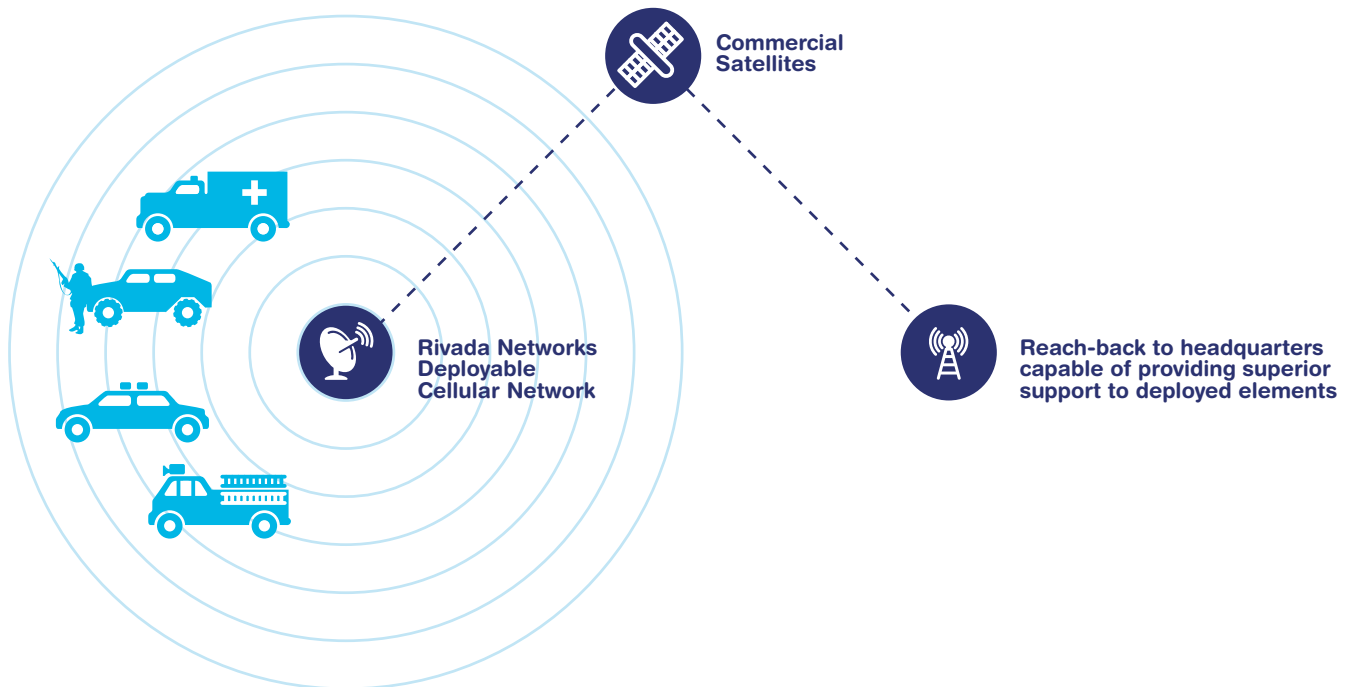 Commercial
Satellites
Rivada Networks
Deployable
Cellular Network
Reach-back to headquarters
capable of providing superior
support to deployed elements